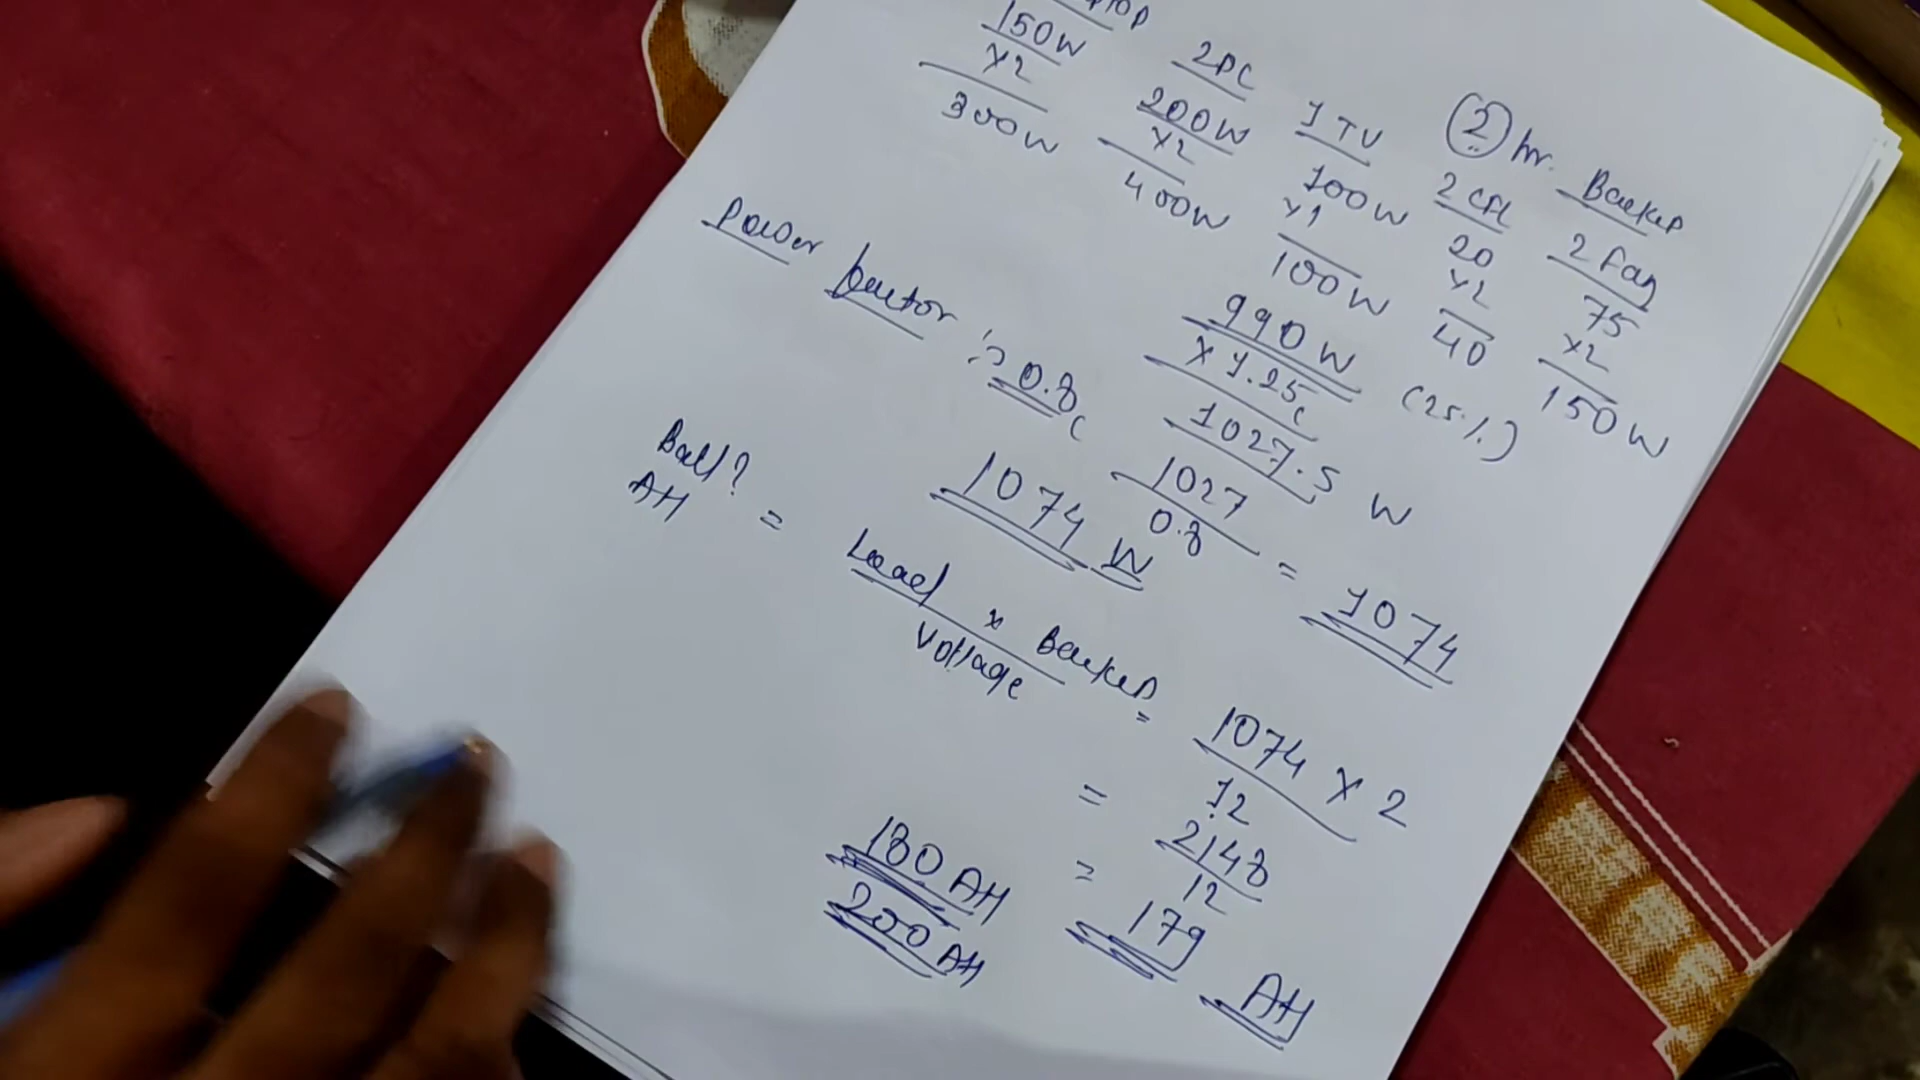 2 hr. Backup
150W
x2
300W
2PC
200W
x2
400W
1 TV
100W
x1
100W
2 CFL
20
x2
40
2 Fan
75
x2
150W
990W
x 1.25 (25%)
1027.5 W
Power factor :> 0.8
1027
0.8
= 1074
1074 W
Batt?
AH = Load x Backup
Voltage
= 1074 x 2
12
= 2148
12
= 179 AH
180 AH
200 AH